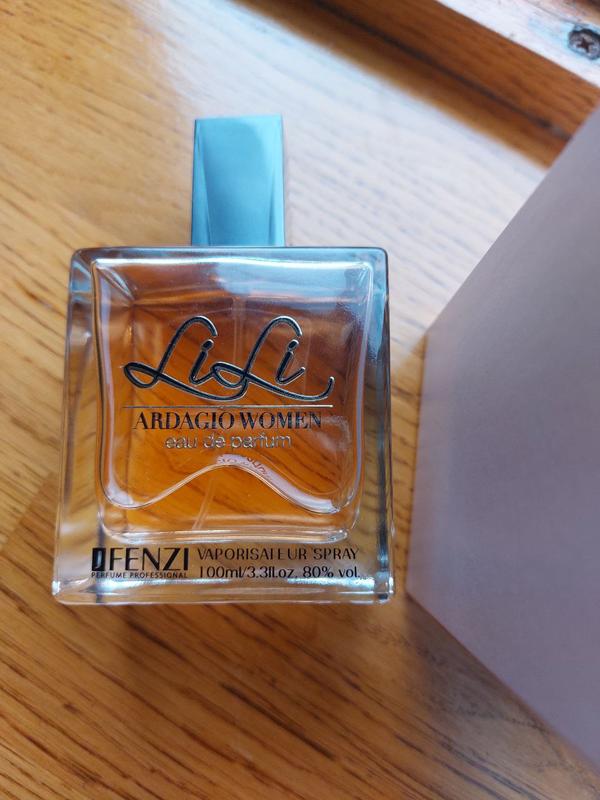 LiLi
ARDAGIO WOMEN
eau de parfum
JFENZI VAPORISATEUR SPRAY
PERFUME PROFESSIONAL 100ml/3.3fl.oz, 80% vol.